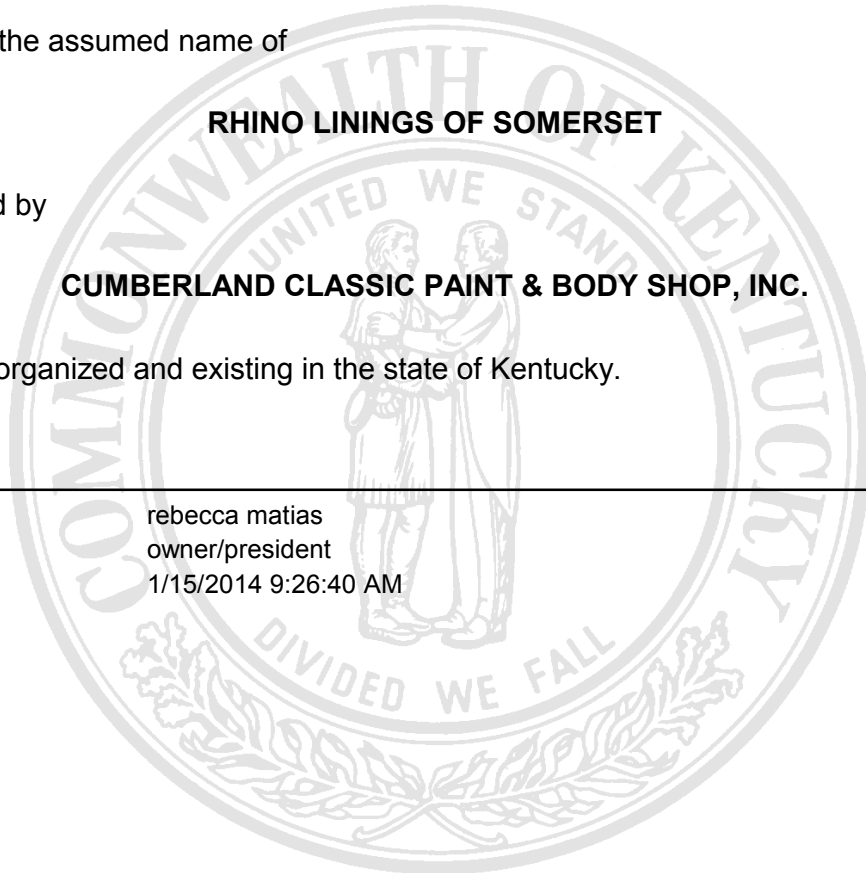 the assumed name of
RHINO LININGS OF SOMERSET
d by
CUMBERLAND CLASSIC PAINT & BODY SHOP, INC.
organized and existing in the state of Kentucky.
rebecca matias
owner/president
1/15/2014 9:26:40 AM
COMMONWEALTH OF KENTUCKY
UNITED WE STAND
DIVIDED WE FALL